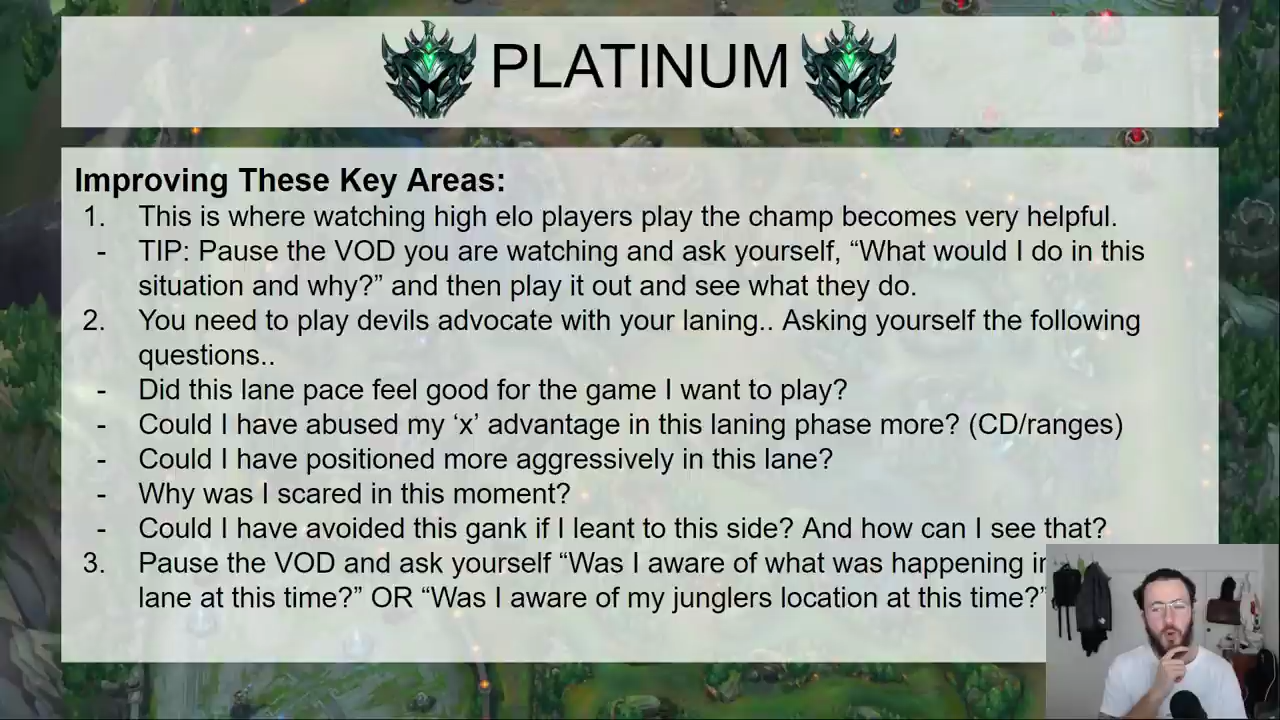 PLATINUM
Improving These Key Areas:
1. This is where watching high elo players play the champ becomes very helpful.
- TIP: Pause the VOD you are watching and ask yourself, “What would I do in this
situation and why?” and then play it out and see what they do.
2. You need to play devils advocate with your laning.. Asking yourself the following
questions..
- Did this lane pace feel good for the game I want to play?
- Could I have abused my ‘x’ advantage in this laning phase more? (CD/ranges)
- Could I have positioned more aggressively in this lane?
- Why was I scared in this moment?
- Could I have avoided this gank if I leant to this side? And how can I see that?
3. Pause the VOD and ask yourself “Was I aware of what was happening
lane at this time?” OR “Was I aware of my junglers location at this time?”